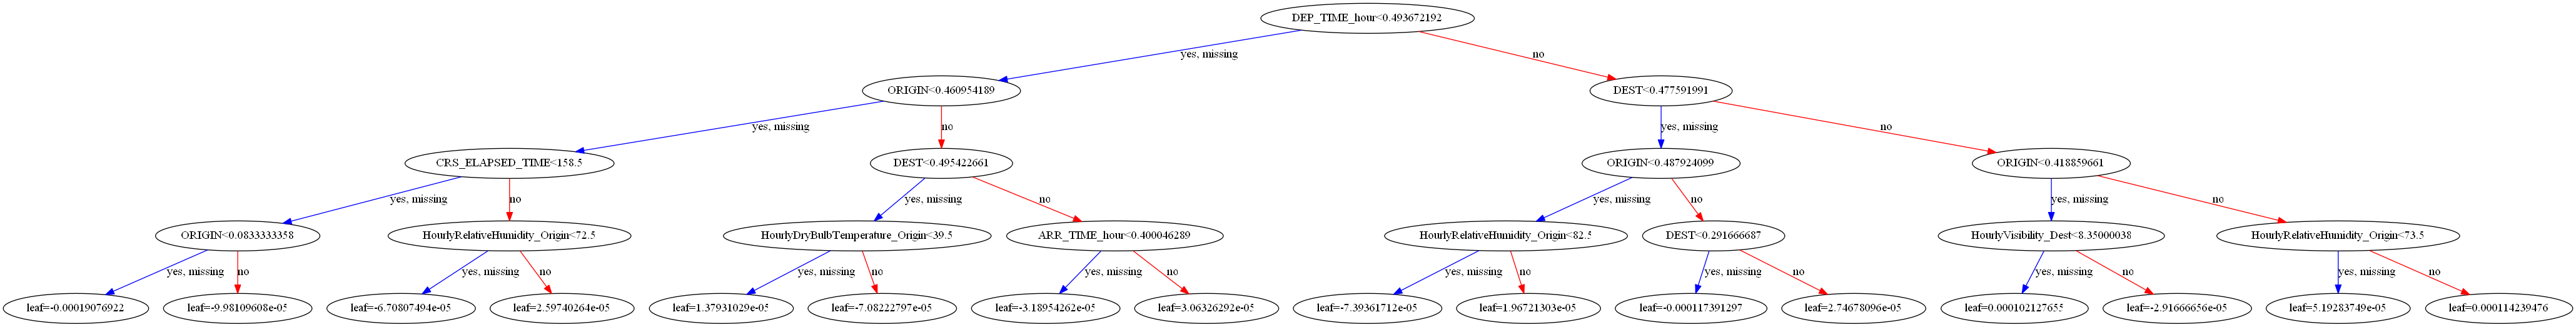 DEP_TIME_hour<0.493672192
yes, missing
no
ORIGIN<0.460954189
DEST<0.477591991
yes, missing
no
yes, missing
no
CRS_ELAPSED_TIME<158.5
DEST<0.495422661
ORIGIN<0.487924099
ORIGIN<0.418859661
yes, missing
no
yes, missing
no
yes, missing
no
yes, missing
no
ORIGIN<0.0833333358
HourlyRelativeHumidity_Origin<72.5
HourlyDryBulbTemperature_Origin<39.5
ARR_TIME_hour<0.400046289
HourlyRelativeHumidity_Origin<82.5
DEST<0.291666687
HourlyVisibility_Dest<8.35000038
HourlyRelativeHumidity_Origin<73.5
yes, missing
no
yes, missing
no
yes, missing
no
yes, missing
no
yes, missing
no
yes, missing
no
yes, missing
no
yes, missing
no
leaf=-0.00019076922
leaf=-9.98109608e-05
leaf=-6.70807494e-05
leaf=2.59740264e-05
leaf=1.37931029e-05
leaf=-7.08222797e-05
leaf=-3.18954262e-05
leaf=3.06326292e-05
leaf=-7.39361712e-05
leaf=1.96721303e-05
leaf=-0.000117391297
leaf=2.74678096e-05
leaf=0.000102127655
leaf=-2.91666656e-05
leaf=5.19283749e-05
leaf=0.000114239476